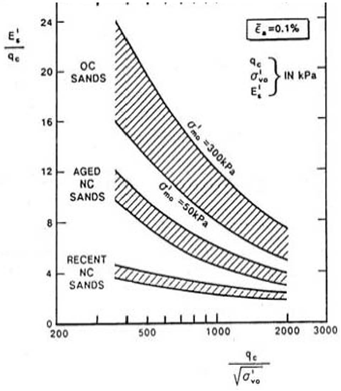 E's
qc
24
20
16
12
8
4
0
OC
SANDS
AGED
NC
SANDS
RECENT
NC
SANDS
ε̄a=0.1%
qc
σ'vo
E's
IN kPa
σ'mo =300kPa
σ'mo =50kPa
200
500
1000
2000
3000
qc
√σ'vo